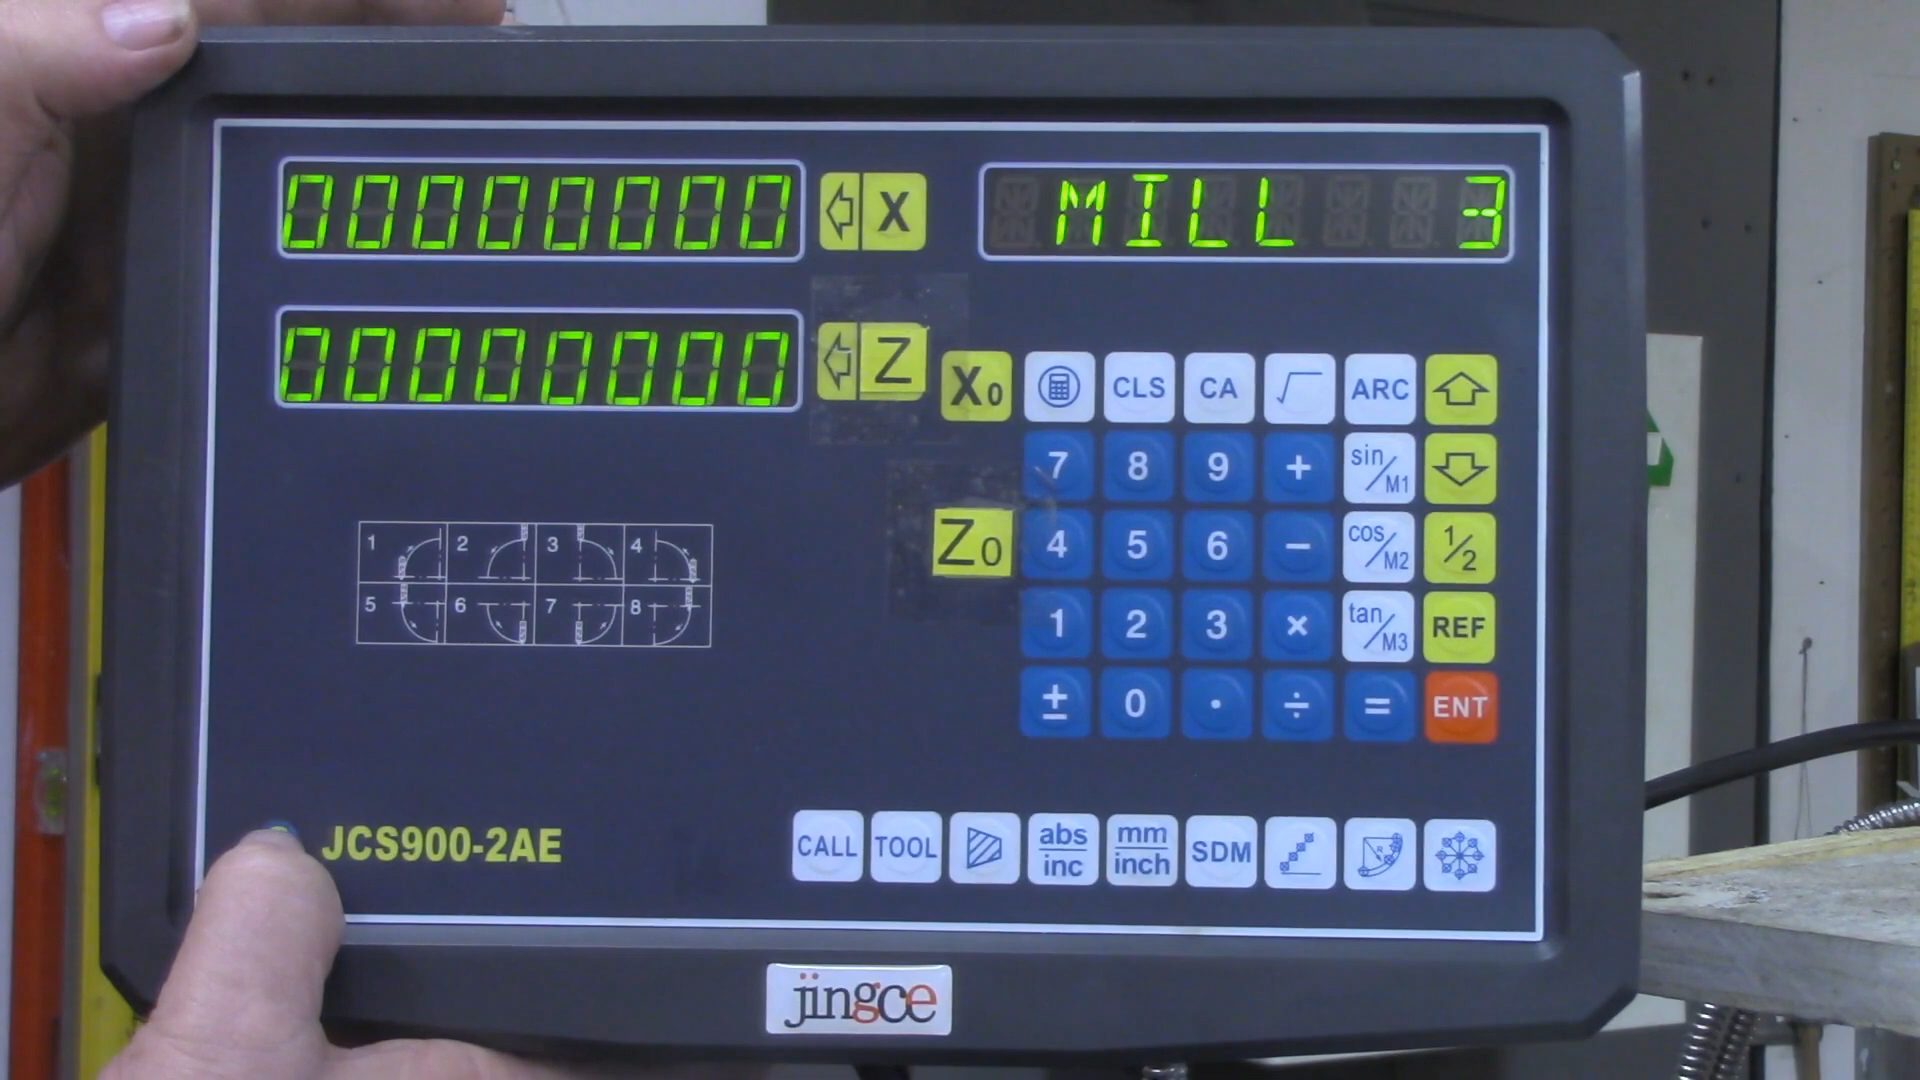 00000000 X MILL 3
00000000 Z
X0 CLS CA √ ARC
7 8 9 + sin/M1
Z0 4 5 6 − cos/M2 1/2
1 2 3 × tan/M3 REF
± 0 . ÷ = ENT
1 2 3 4
5 6 7 8
JCS900-2AE
CALL TOOL abs/inc mm/inch SDM R
jingce